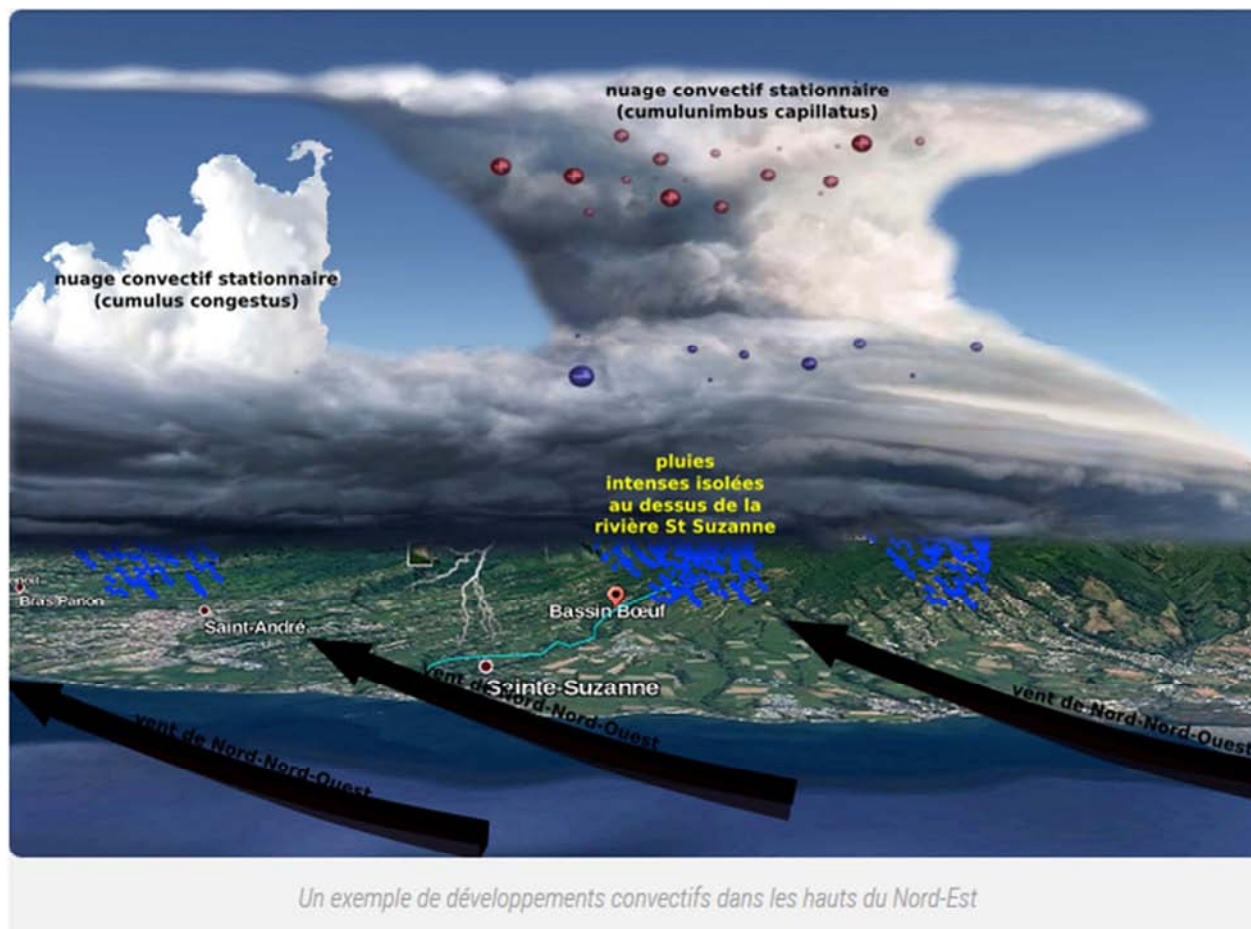 nuage convectif stationnaire
(cumulunimbus capillatus)
nuage convectif stationnaire
(cumulus congestus)
pluies
intenses isolées
au dessus de la
rivière St Suzanne
Bras Panon
Bassin Bœuf
Saint-André
Sainte-Suzanne
vent de Nord-Nord-Ouest
vent de Nord-Nord-Ouest
vent de Nord-Nord-Ouest
Un exemple de développements convectifs dans les hauts du Nord-Est